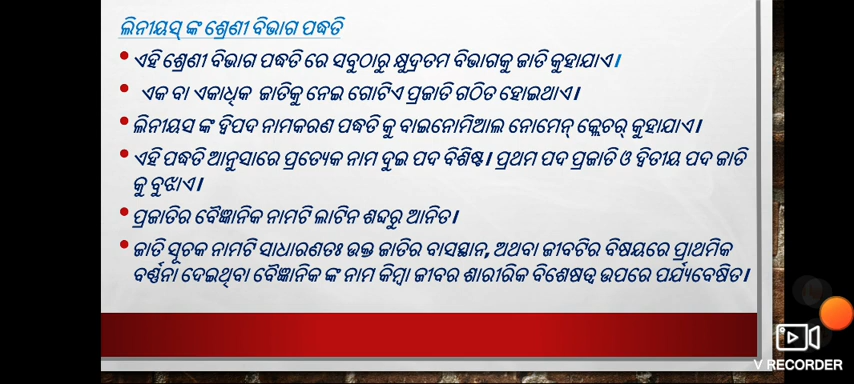 ଲିନୀୟସ୍ ଙ୍କ ଶ୍ରେଣୀ ବିଭାଗ ପଦ୍ଧତି
ଏହି ଶ୍ରେଣୀ ବିଭାଗ ପଦ୍ଧତି ରେ ସବୁଠାରୁ କ୍ଷୁଦ୍ରତମ ବିଭାଗକୁ ଜାତି କୁହାଯାଏ।
ଏକ ବା ଏକାଧିକ ଜାତିକୁ ନେଇ ଗୋଟିଏ ପ୍ରଜାତି ଗଠିତ ହୋଇଥାଏ।
ଲିନୀୟସ ଙ୍କ ଦ୍ବିପଦ ନାମକରଣ ପଦ୍ଧତି କୁ ବାଇନୋମିଆଲ ନୋମେନ୍ କ୍ଲେଚର୍ କୁହାଯାଏ।
ଏହି ପଦ୍ଧତି ଆନୁସାରେ ପ୍ରତ୍ୟେକ ନାମ ଦୁଇ ପଦ ବିଶିଷ୍ଟ। ପ୍ରଥମ ପଦ ପ୍ରଜାତି ଓ ଦ୍ବିତୀୟ ପଦ ଜାତି
କୁ ବୁଝାଏ।
ପ୍ରଜାତିର ବୈଜ୍ଞାନିକ ନାମଟି ଲାଟିନ ଶବ୍ଦରୁ ଆନିତ।
ଜାତି ସୂଚକ ନାମଟି ସାଧାରଣତଃ ଉକ୍ତ ଜାତିର ବାସସ୍ଥାନ, ଅଥବା ଜୀବଟିର ବିଷୟରେ ପ୍ରାଥମିକ
ବର୍ଣ୍ଣନା ଦେଇଥିବା ବୈଜ୍ଞାନିକ ଙ୍କ ନାମ କିମ୍ବା ଜୀବର ଶାରୀରିକ ବିଶେଷତ୍ଵ ଉପରେ ପର୍ଯ୍ୟବେଷିତ।
V RECORDER